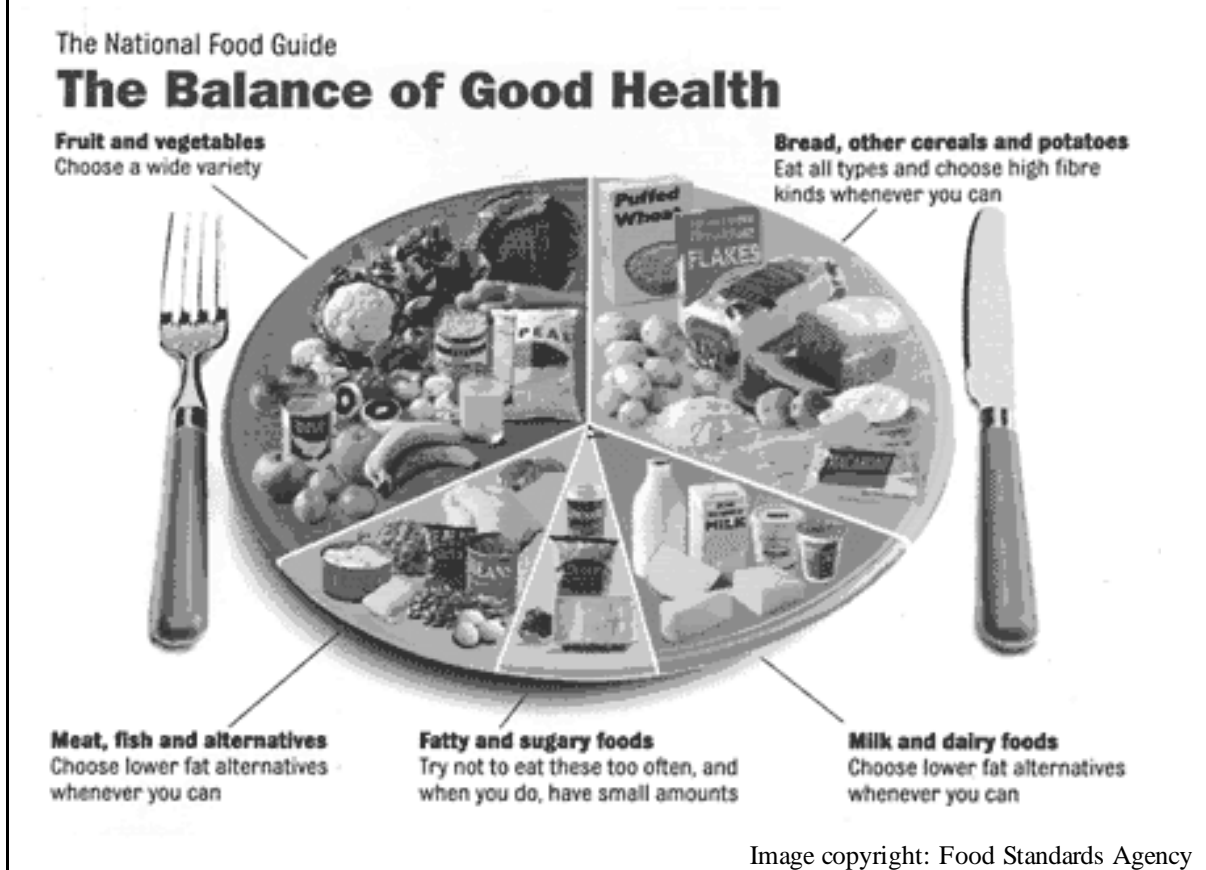 The National Food Guide
The Balance of Good Health
Fruit and vegetables
Choose a wide variety
Bread, other cereals and potatoes
Eat all types and choose high fibre
kinds whenever you can
Puffed
Wheat
FLAKES
PEAS
MILK
Meat, fish and alternatives
Choose lower fat alternatives
whenever you can
Fatty and sugary foods
Try not to eat these too often, and
when you do, have small amounts
Milk and dairy foods
Choose lower fat alternatives
whenever you can
Image copyright: Food Standards Agency